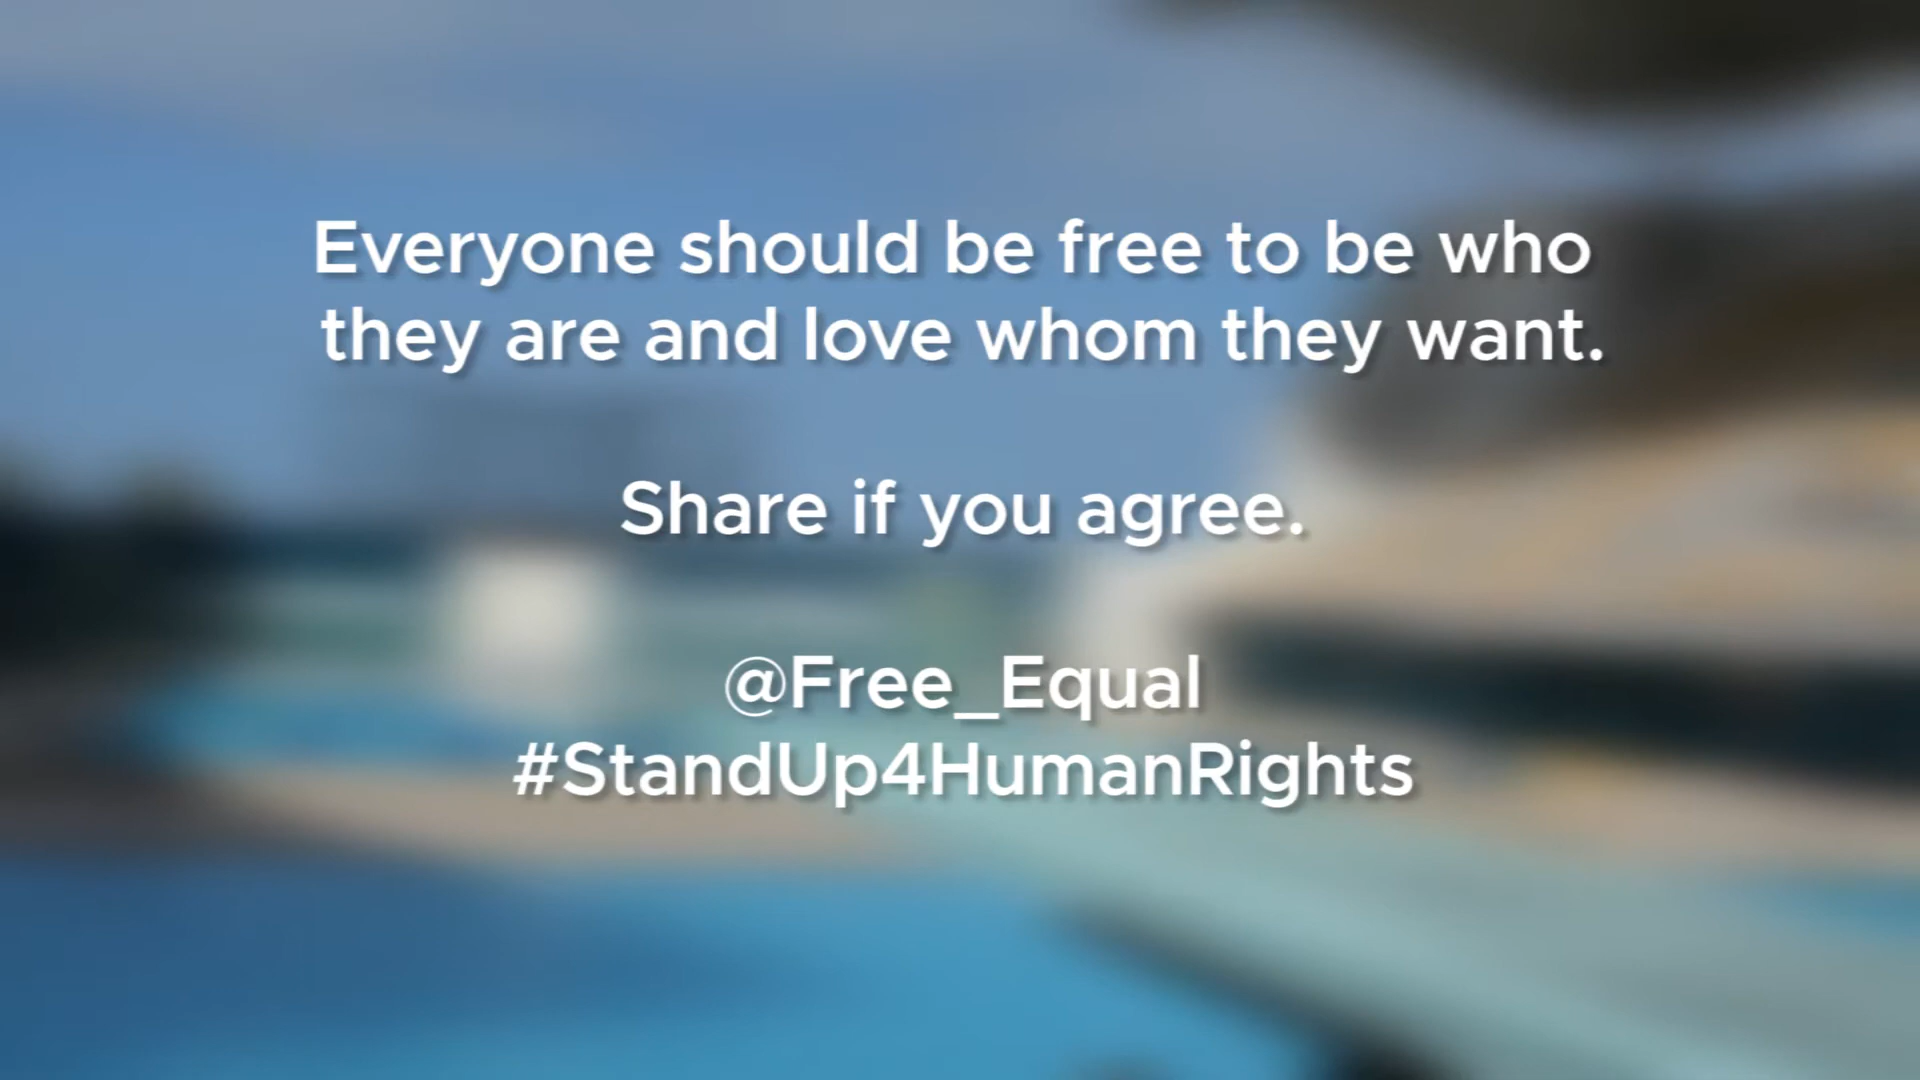 Everyone should be free to be who
they are and love whom they want.
Share if you agree.
@Free_Equal
#StandUp4HumanRights